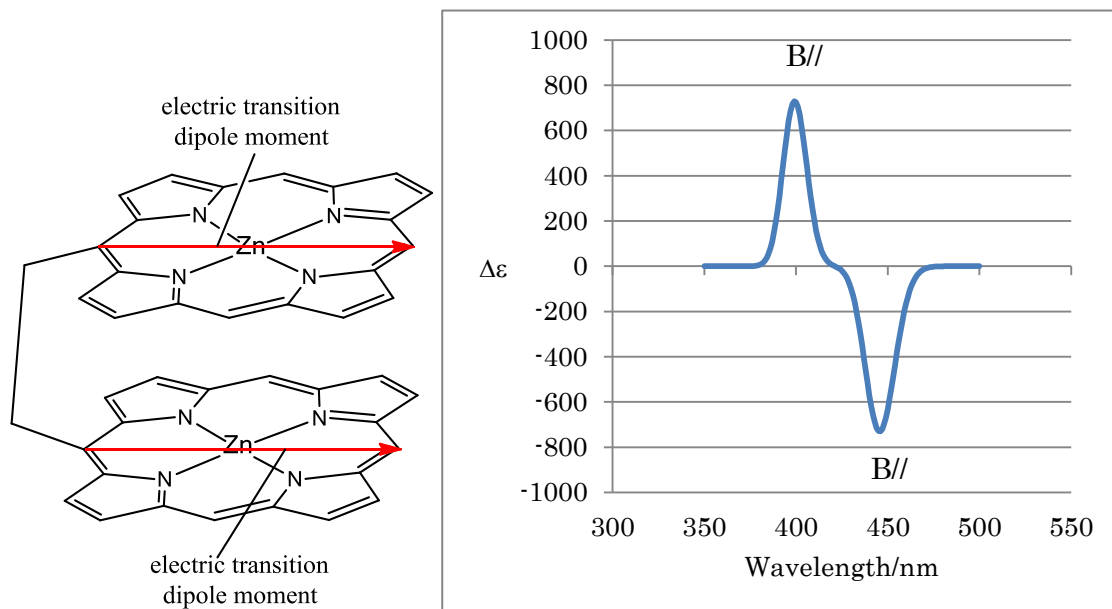 electric transition
dipole moment
N
N
Zn
N
N
N
N
Zn
N
N
electric transition
dipole moment
1000
800
600
400
200
0
-200
-400
-600
-800
-1000
Δε
B//
B//
300
350
400
450
500
550
Wavelength/nm